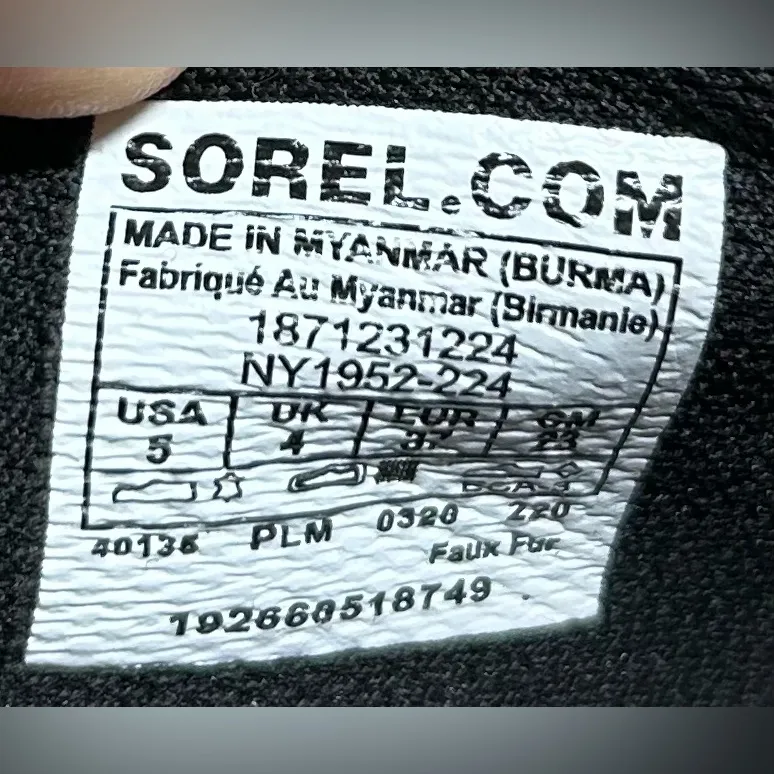 SOREL.COM
MADE IN MYANMAR (BURMA)
Fabriqué Au Myanmar (Birmanie)
1871231224
NY1952-224
USA UK EUR CM
5 4 37 23
40136 PLM 0320 220
Faux Fur
192660518749